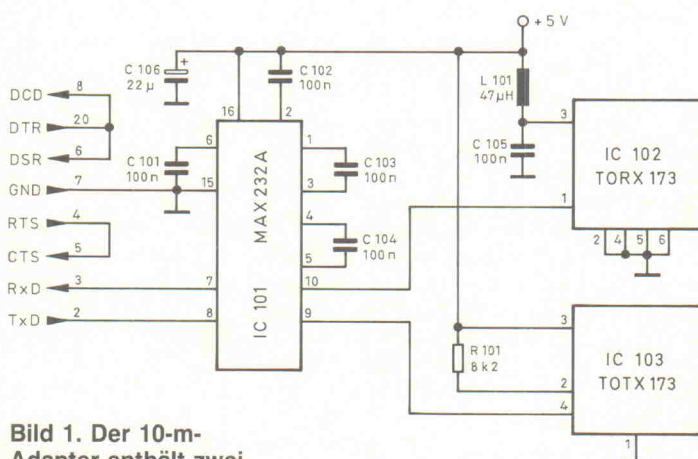 + 5 V
C 106
22 µ
+
C 102
100n
L 101
47µH
DCD 8
DTR 20
DSR 6
GND 7
RTS 4
CTS 5
RxD 3
TxD 2
16
2
C 101
100n
6
15
7
8
MAX232A
IC 101
1
3
4
5
10
9
C 103
100n
C 104
100n
C 105
100n
3
1
IC 102
TORX 173
2 4 5 6
R 101
8k2
3
2
4
IC 103
TOTX 173
1
Bild 1. Der 10-m-
Adapter enthält zwei